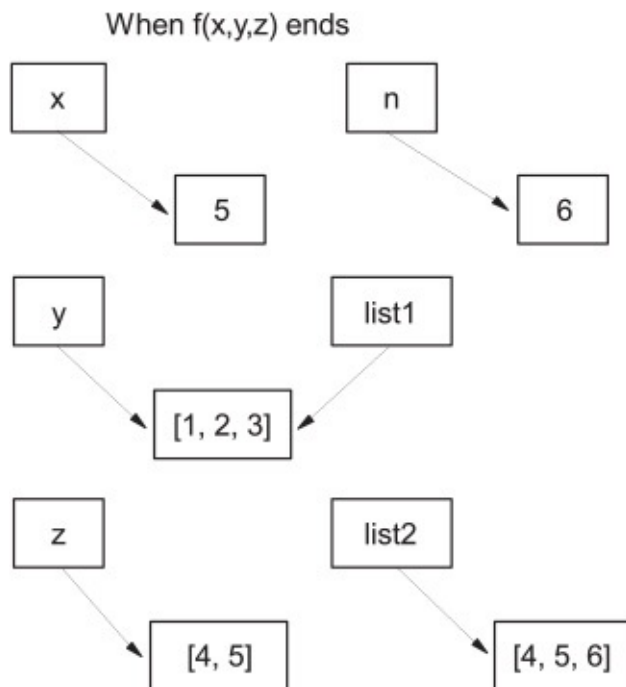 When f(x,y,z) ends
x
n
5
6
y
list1
[1, 2, 3]
z
list2
[4, 5]
[4, 5, 6]